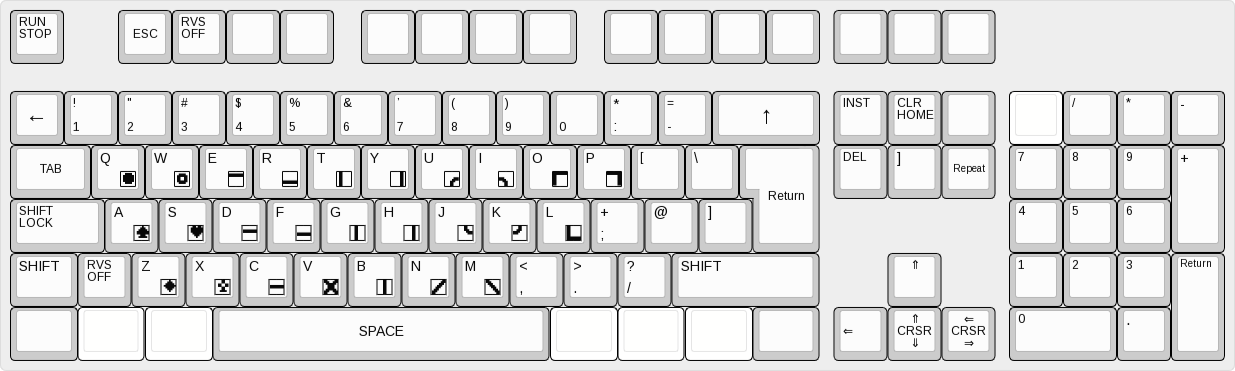 RUN
STOP
ESC
RVS
OFF
←
!
1
"
2
#
3
$
4
%
5
&
6
'
7
(
8
)
9
0
*
:
=
-
↑
INST
CLR
HOME
/
*
-
TAB
Q
W
E
R
T
Y
U
I
O
P
[
\
Return
DEL
]
Repeat
7
8
9
+
SHIFT
LOCK
A
S
D
F
G
H
J
K
L
+
;
@
]
4
5
6
SHIFT
RVS
OFF
Z
X
C
V
B
N
M
<
,
>
.
?
/
SHIFT
⇑
1
2
3
Return
SPACE
⇐
⇑
CRSR
⇓
⇐
CRSR
⇒
0
.